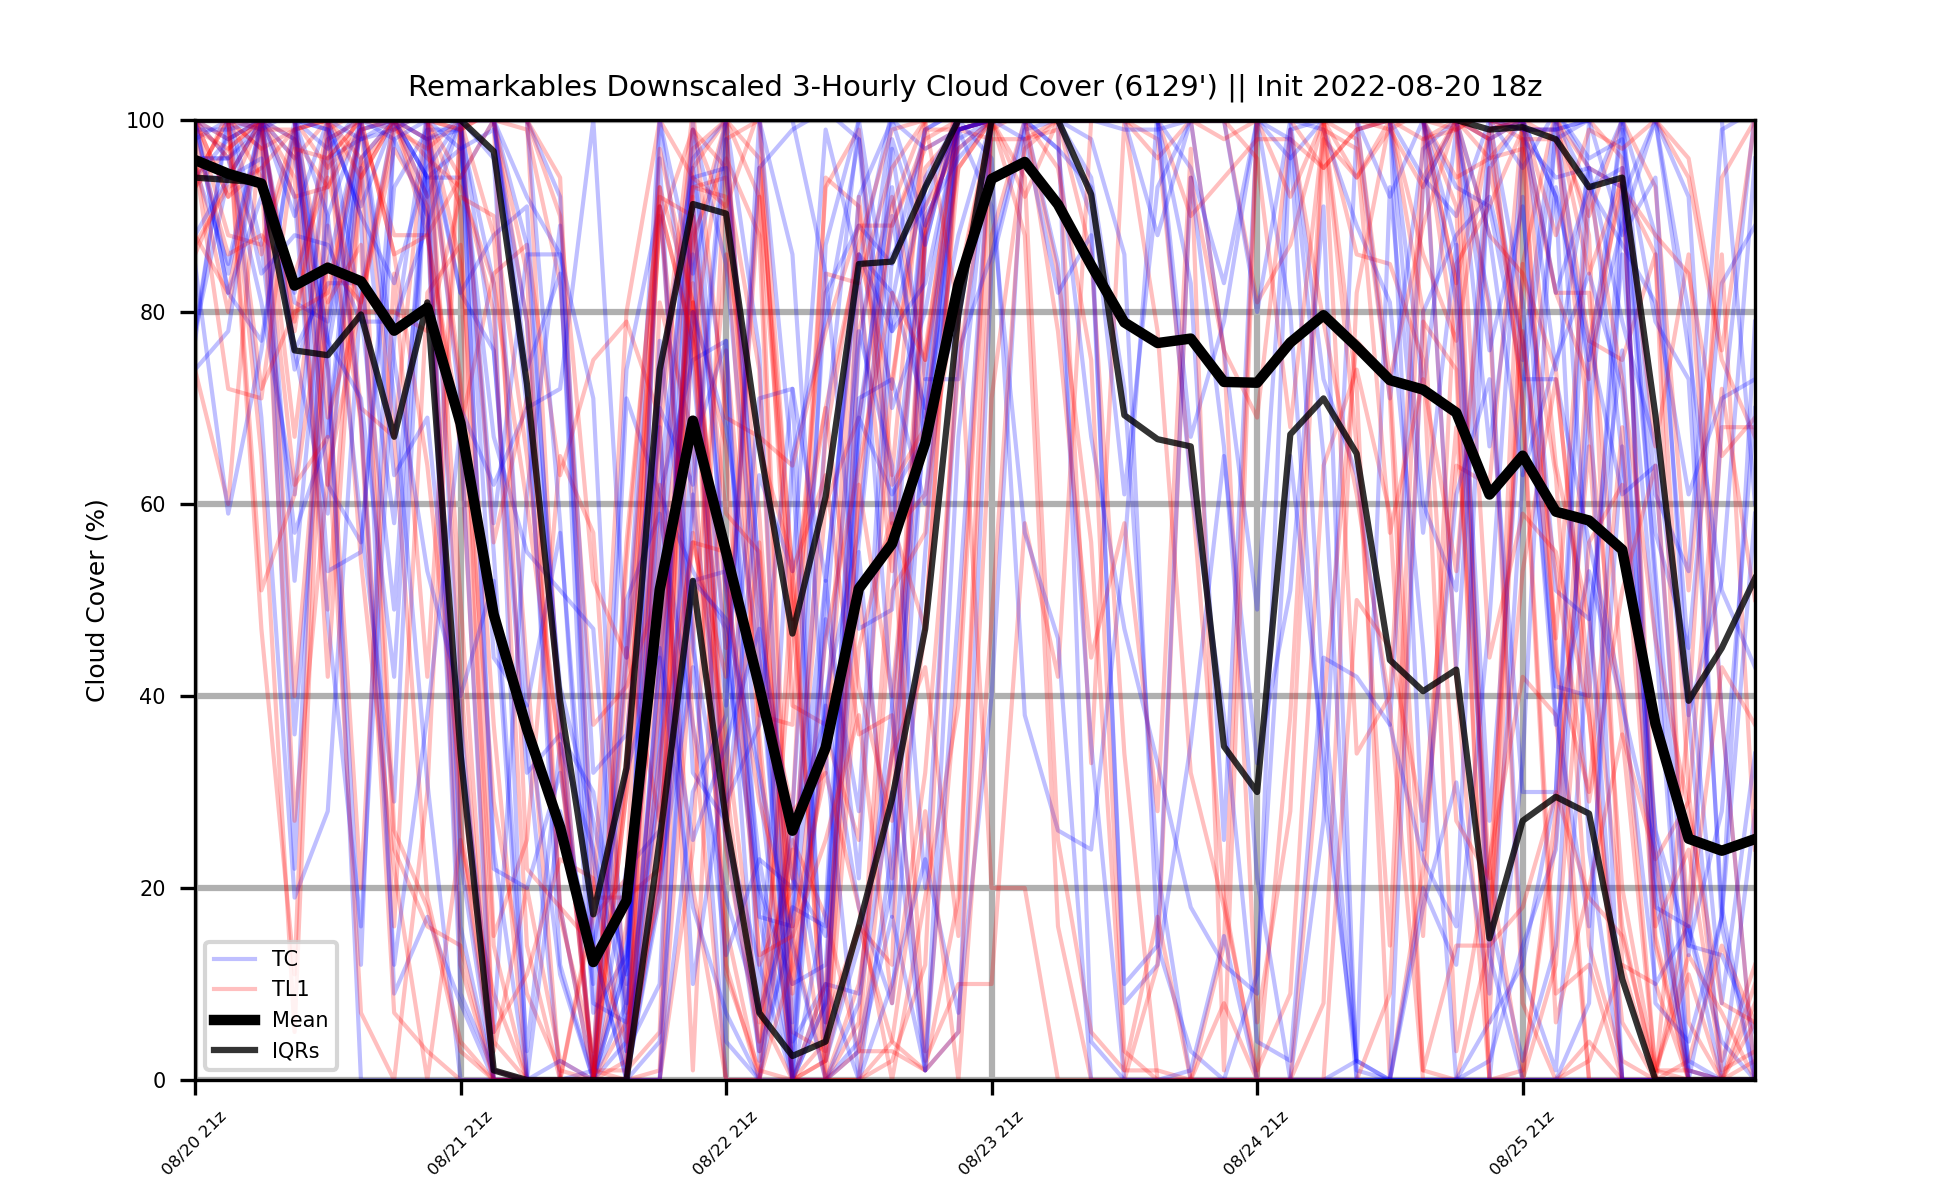 Remarkables Downscaled 3-Hourly Cloud Cover (6129') || Init 2022-08-20 18z
Cloud Cover (%)
100
80
60
40
20
0
TC
TL1
Mean
IQRs
08/20 21z
08/21 21z
08/22 21z
08/23 21z
08/24 21z
08/25 21z